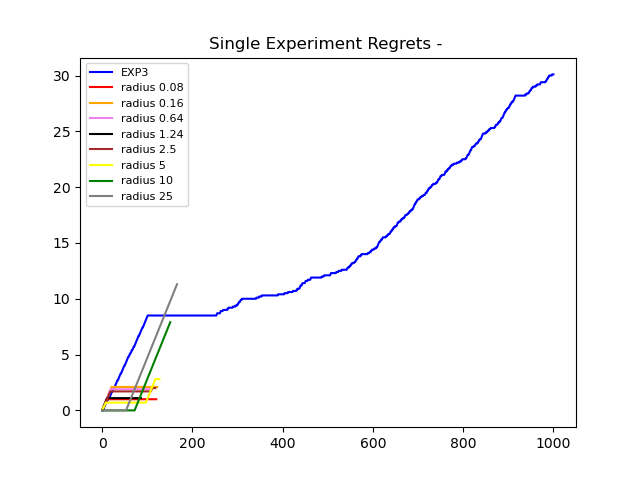 Single Experiment Regrets -
30
25
20
15
10
5
0
EXP3
radius 0.08
radius 0.16
radius 0.64
radius 1.24
radius 2.5
radius 5
radius 10
radius 25
0 200 400 600 800 1000